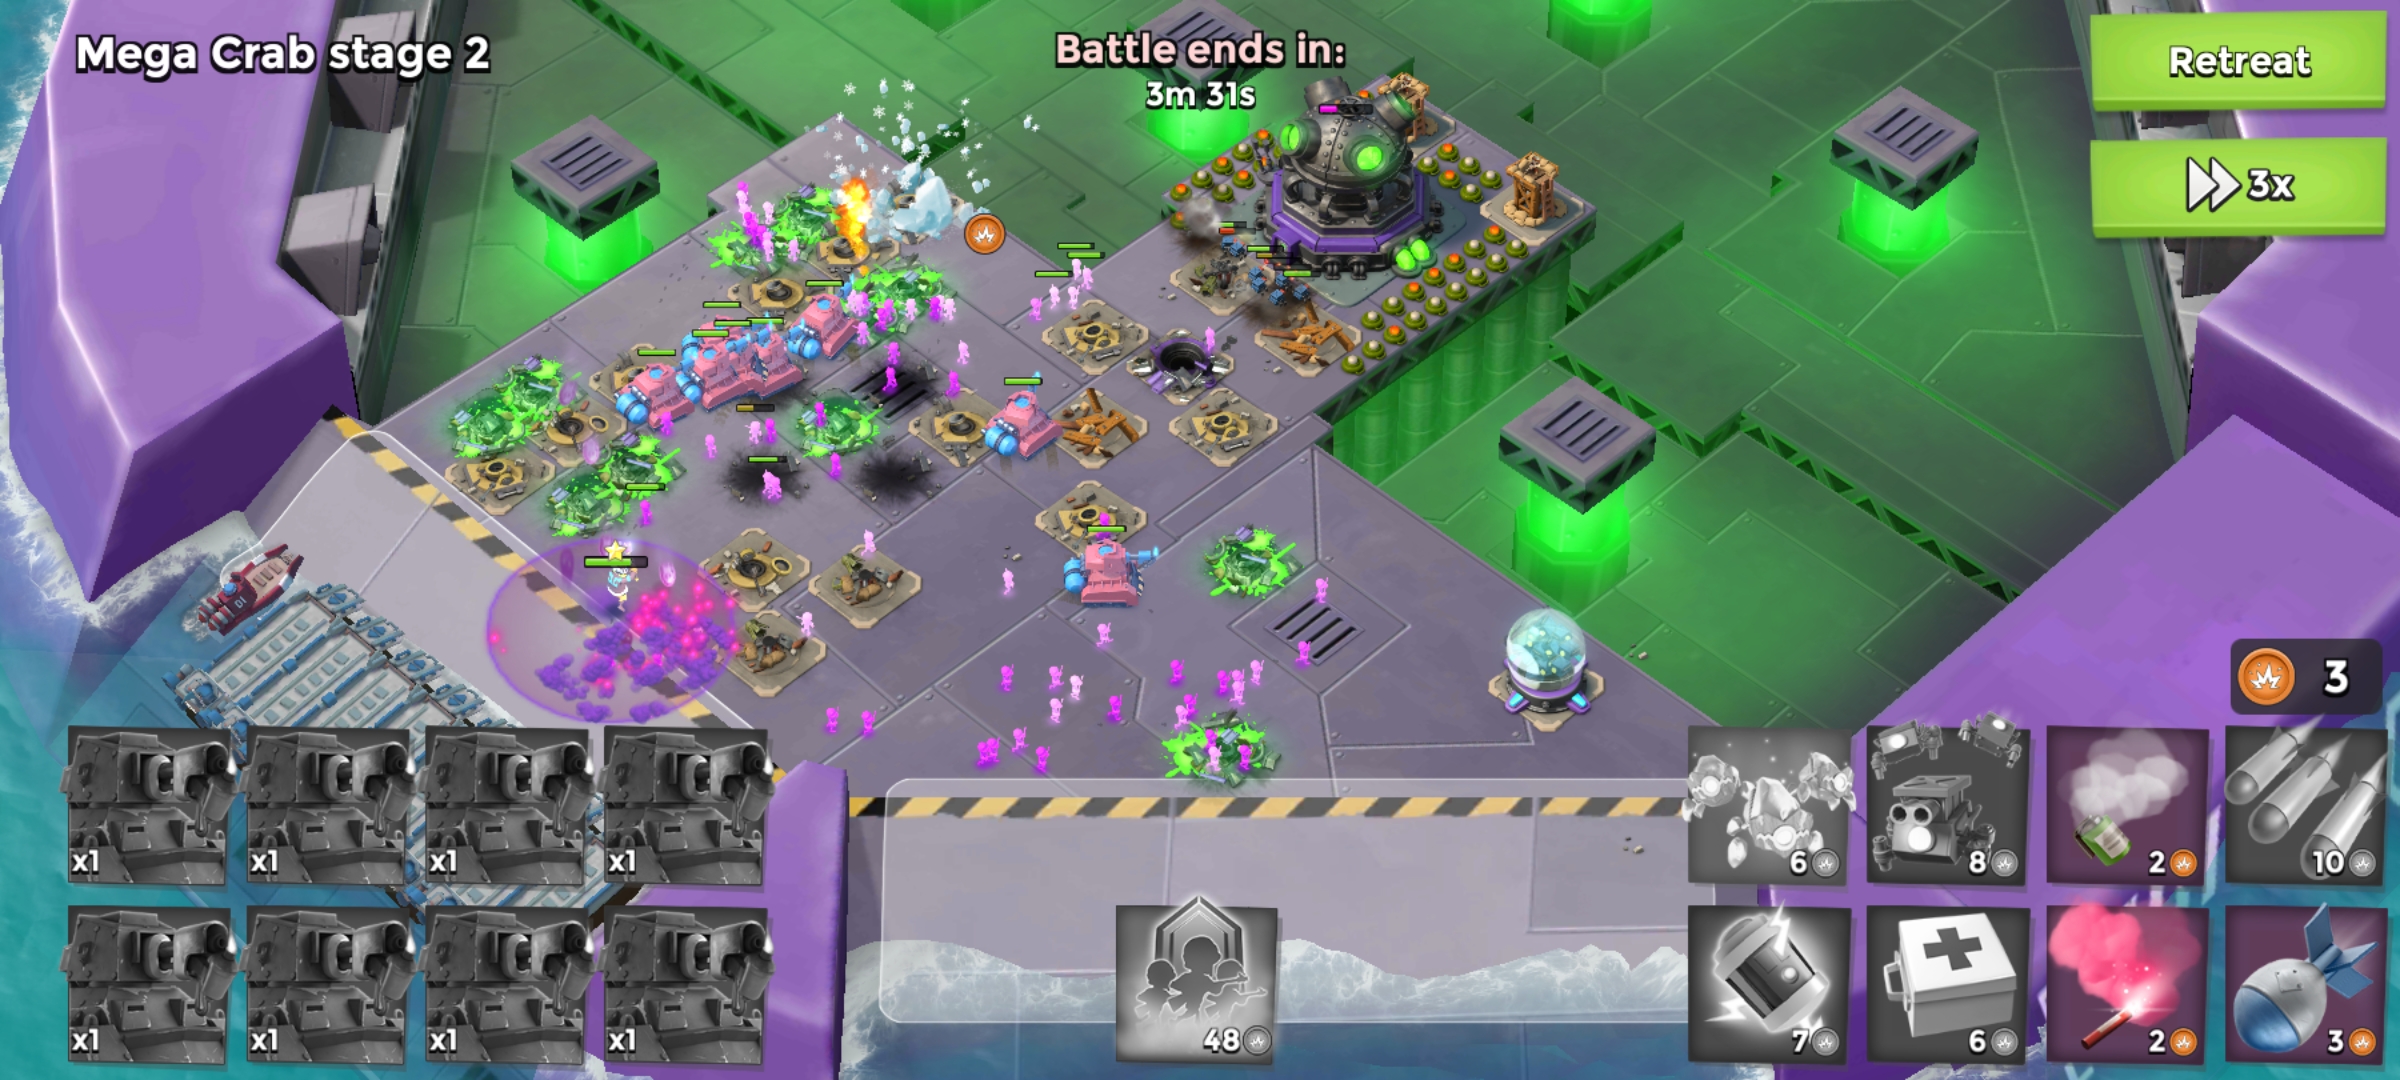 Mega Crab stage 2
Battle ends in:
3m 31s
Retreat
3x
3
x1
x1
x1
x1
6
8
2
10
x1
x1
x1
x1
48
7
6
2
3